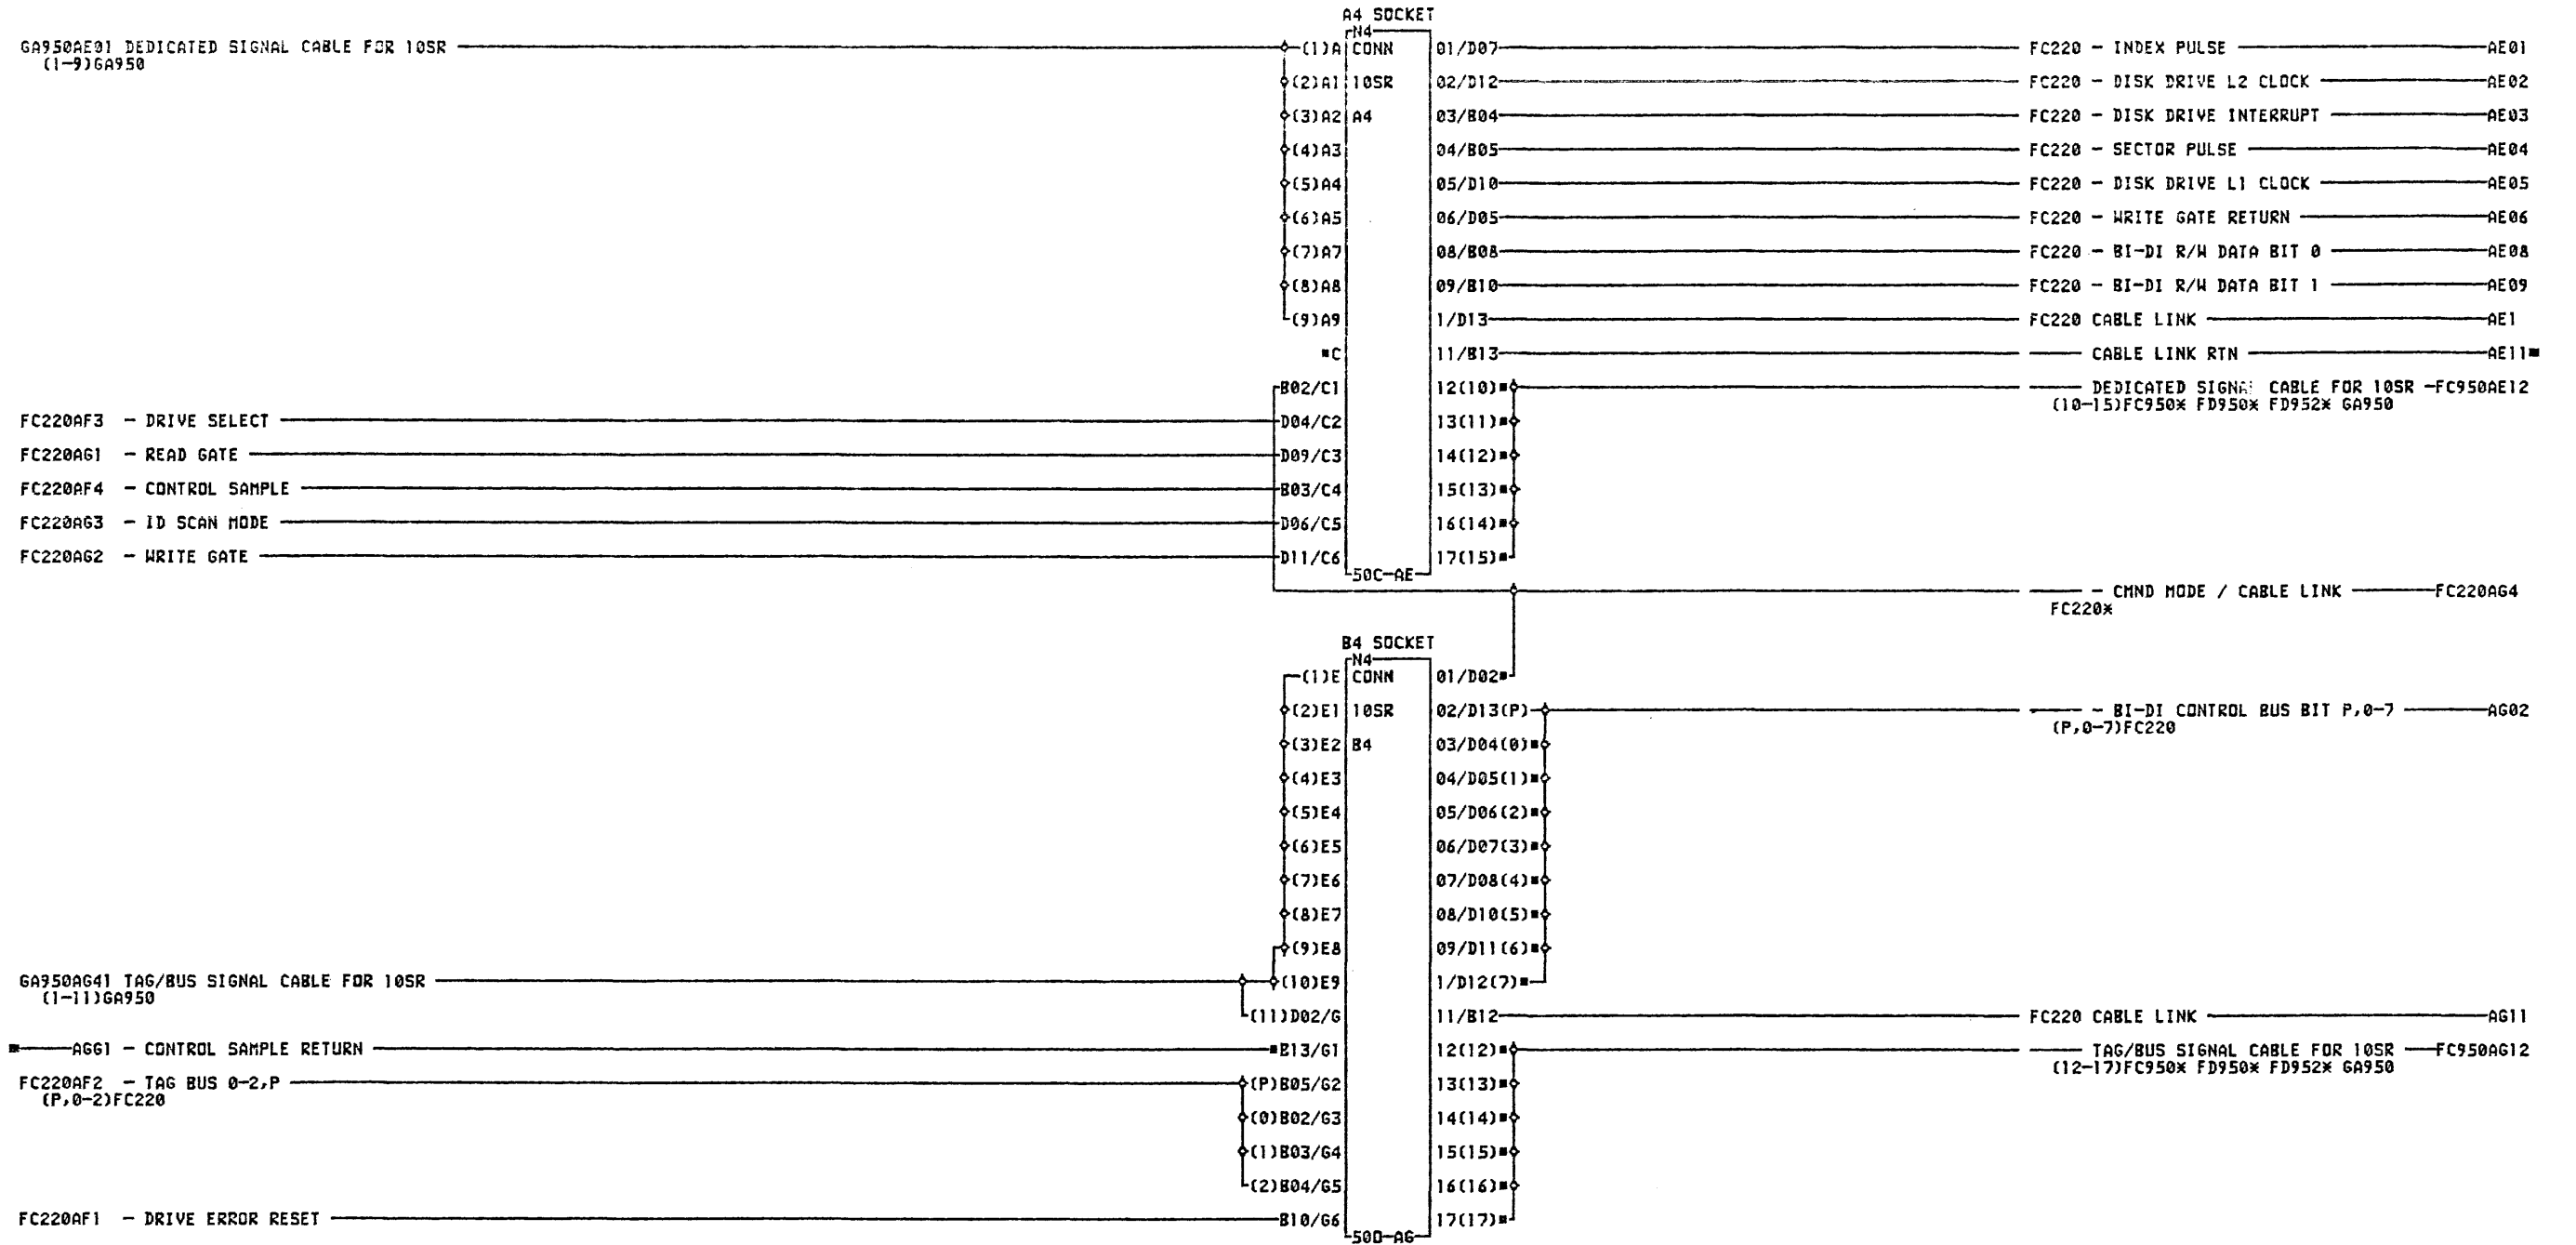 A4 SOCKET
N4
GA950AE01 DEDICATED SIGNAL CABLE FOR 10SR (1)A CONN 01/D07 FC220 - INDEX PULSE AE01
(1-9)GA950
(2)A1 10SR 02/D12 FC220 - DISK DRIVE L2 CLOCK AE02
(3)A2 A4 03/B04 FC220 - DISK DRIVE INTERRUPT AE03
(4)A3 04/B05 FC220 - SECTOR PULSE AE04
(5)A4 05/D10 FC220 - DISK DRIVE L1 CLOCK AE05
(6)A5 06/D05 FC220 - WRITE GATE RETURN AE06
(7)A7 08/B08 FC220 - BI-DI R/W DATA BIT 0 AE08
(8)A8 09/B10 FC220 - BI-DI R/W DATA BIT 1 AE09
(9)A9 1/D13 FC220 CABLE LINK AE1
■C 11/B13 CABLE LINK RTN AE11■
B02/C1 12(10)■ DEDICATED SIGNAL CABLE FOR 10SR -FC950AE12
(10-15)FC950* FD950* FD952* GA950
FC220AF3 - DRIVE SELECT D04/C2 13(11)■
FC220AG1 - READ GATE D09/C3 14(12)■
FC220AF4 - CONTROL SAMPLE B03/C4 15(13)■
FC220AG3 - ID SCAN MODE D06/C5 16(14)■
FC220AG2 - WRITE GATE D11/C6 17(15)■
50C-AE
- CMND MODE / CABLE LINK FC220AG4
FC220*
B4 SOCKET
N4
(1)E CONN 01/D02■
(2)E1 10SR 02/D13(P) - BI-DI CONTROL BUS BIT P,0-7 AG02
(P,0-7)FC220
(3)E2 B4 03/D04(0)■
(4)E3 04/D05(1)■
(5)E4 05/D06(2)■
(6)E5 06/D07(3)■
(7)E6 07/D08(4)■
(8)E7 08/D10(5)■
(9)E8 09/D11(6)■
GA950AG41 TAG/BUS SIGNAL CABLE FOR 10SR (10)E9 1/D12(7)■
(1-11)GA950
(11)D02/G 11/B12 FC220 CABLE LINK AG11
■ AGG1 - CONTROL SAMPLE RETURN ■B13/G1 12(12)■ TAG/BUS SIGNAL CABLE FOR 10SR FC950AG12
(12-17)FC950* FD950* FD952* GA950
FC220AF2 - TAG BUS 0-2,P (P)B05/G2 13(13)■
(P,0-2)FC220
(0)B02/G3 14(14)■
(1)B03/G4 15(15)■
(2)B04/G5 16(16)■
FC220AF1 - DRIVE ERROR RESET B10/G6 17(17)■
50D-AG